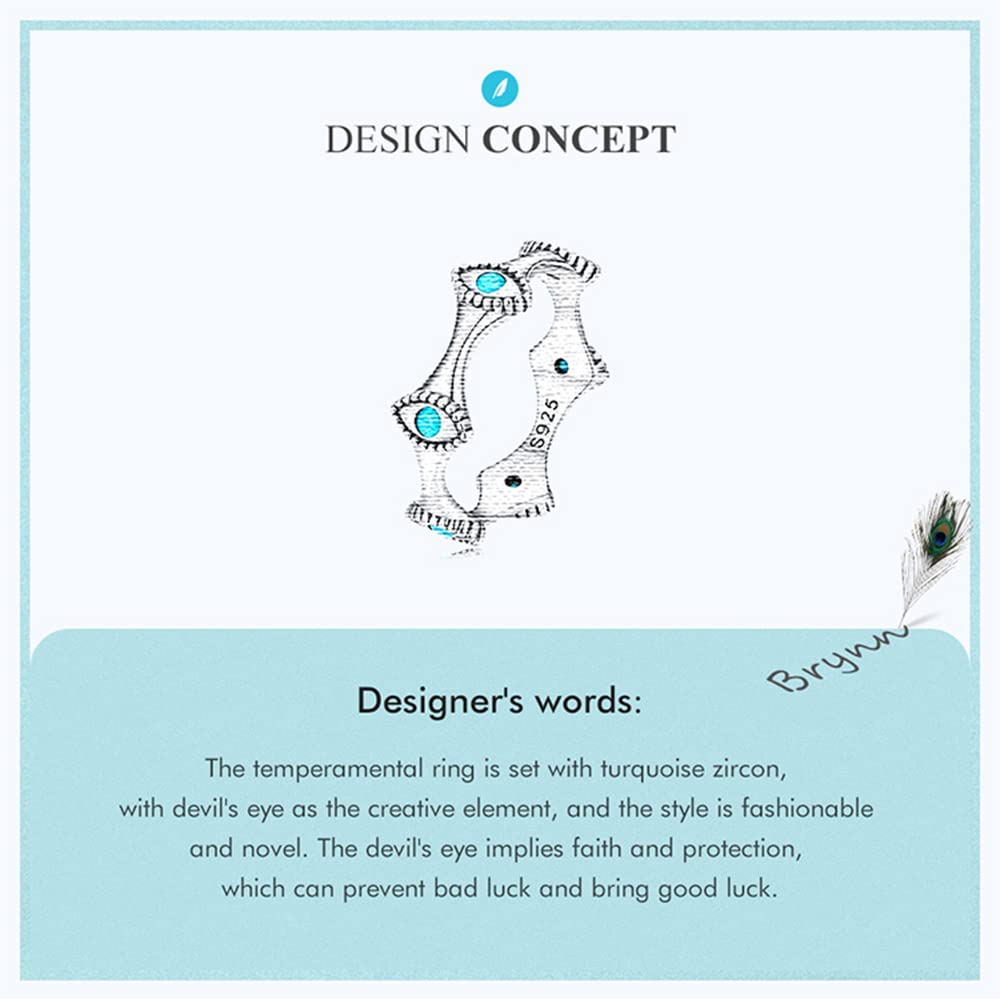 DESIGN CONCEPT
S925
Brynn
Designer's words:
The temperamental ring is set with turquoise zircon,
with devil's eye as the creative element, and the style is fashionable
and novel. The devil's eye implies faith and protection,
which can prevent bad luck and bring good luck.